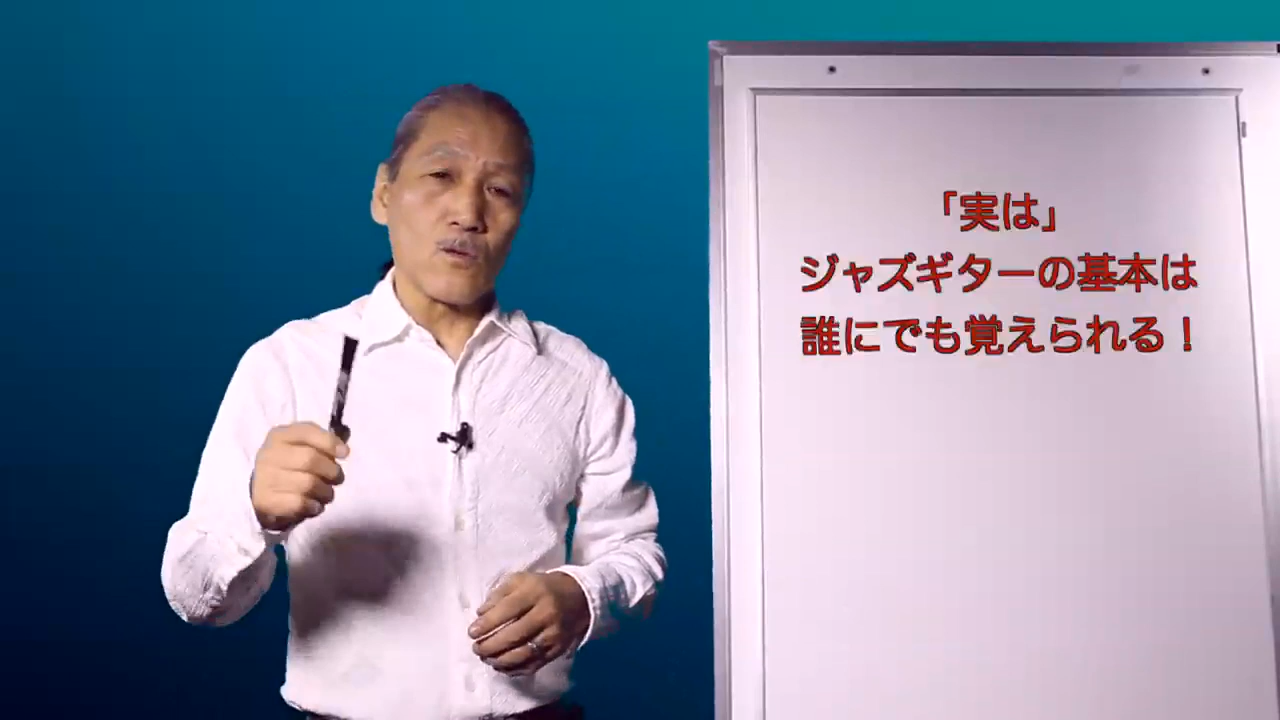 「実は」
ジャズギターの基本は
誰にでも覚えられる！